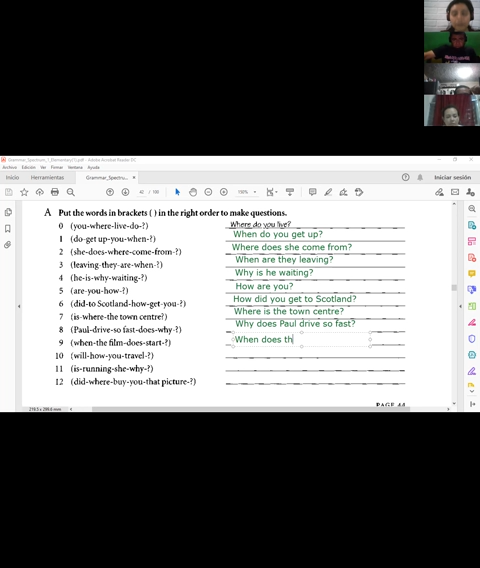 Grammar_Spectrum_1_Elementary(1).pdf - Adobe Acrobat Reader DC
Archivo Edición Ver Firmar Ventana Ayuda
Inicio Herramientas Grammar_Spectrum... Iniciar sesión
42 / 100 150%
A Put the words in brackets ( ) in the right order to make questions.
0 (you-where-live-do-?) Where do you live?
1 (do-get up-you-when-?) When do you get up?
2 (she-does-where-come-from-?) Where does she come from?
3 (leaving-they-are-when-?) When are they leaving?
4 (he-is-why-waiting-?) Why is he waiting?
5 (are-you-how-?) How are you?
6 (did-to Scotland-how-get-you-?) How did you get to Scotland?
7 (is-where-the town centre?) Where is the town centre?
8 (Paul-drive-so fast-does-why-?) Why does Paul drive so fast?
9 (when-the film-does-start-?) When does th
10 (will-how-you-travel-?)
11 (is-running-she-why-?)
12 (did-where-buy-you-that picture-?)
PAGE 44